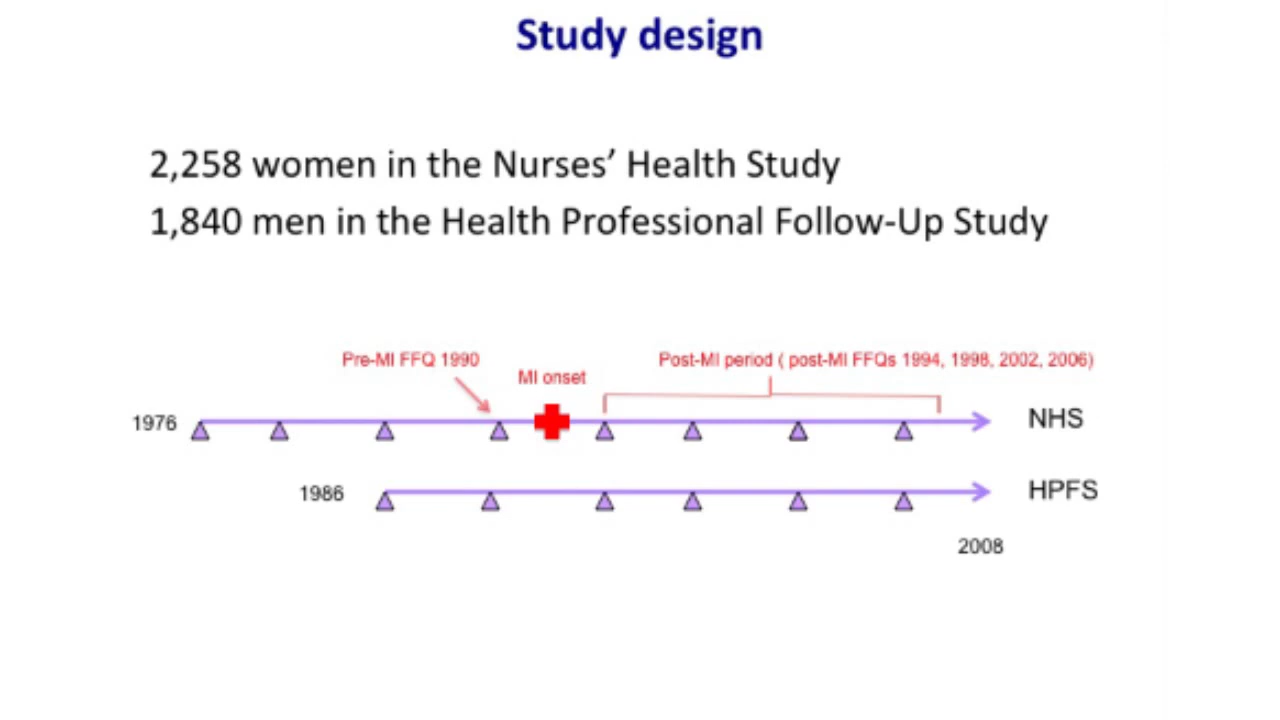 Study design
2,258 women in the Nurses’ Health Study
1,840 men in the Health Professional Follow-Up Study
Pre-MI FFQ 1990
MI onset
Post-MI period ( post-MI FFQs 1994, 1998, 2002, 2006)
1976
NHS
1986
HPFS
2008